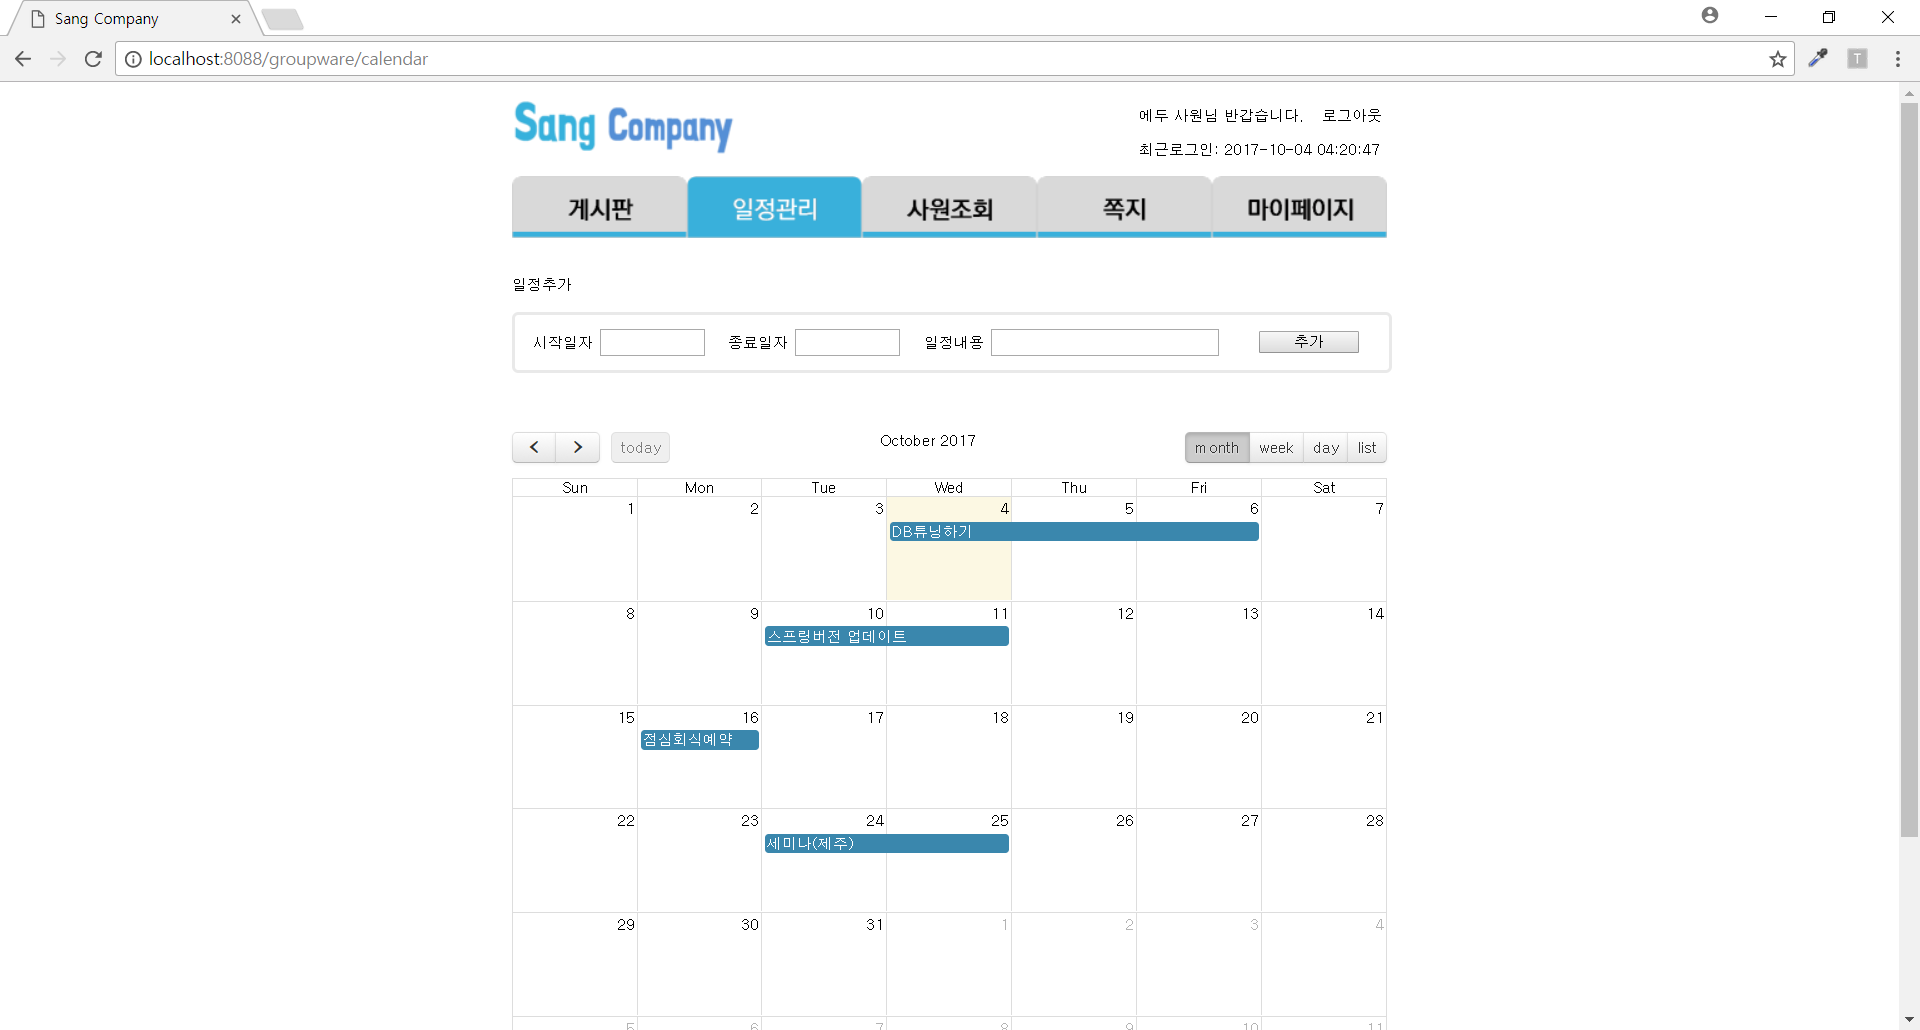 Sang Company
localhost:8088/groupware/calendar
T
Sang Company
에두 사원님 반갑습니다. 로그아웃
최근로그인: 2017-10-04 04:20:47
게시판 일정관리 사원조회 쪽지 마이페이지
일정추가
시작일자 종료일자 일정내용 추가
today October 2017 month week day list
Sun Mon Tue Wed Thu Fri Sat
1 2 3 4 5 6 7
DB튜닝하기
8 9 10 11 12 13 14
스프링버전 업데이트
15 16 17 18 19 20 21
점심회식예약
22 23 24 25 26 27 28
세미나(제주)
29 30 31 1 2 3 4
5 6 7 8 9 10 11